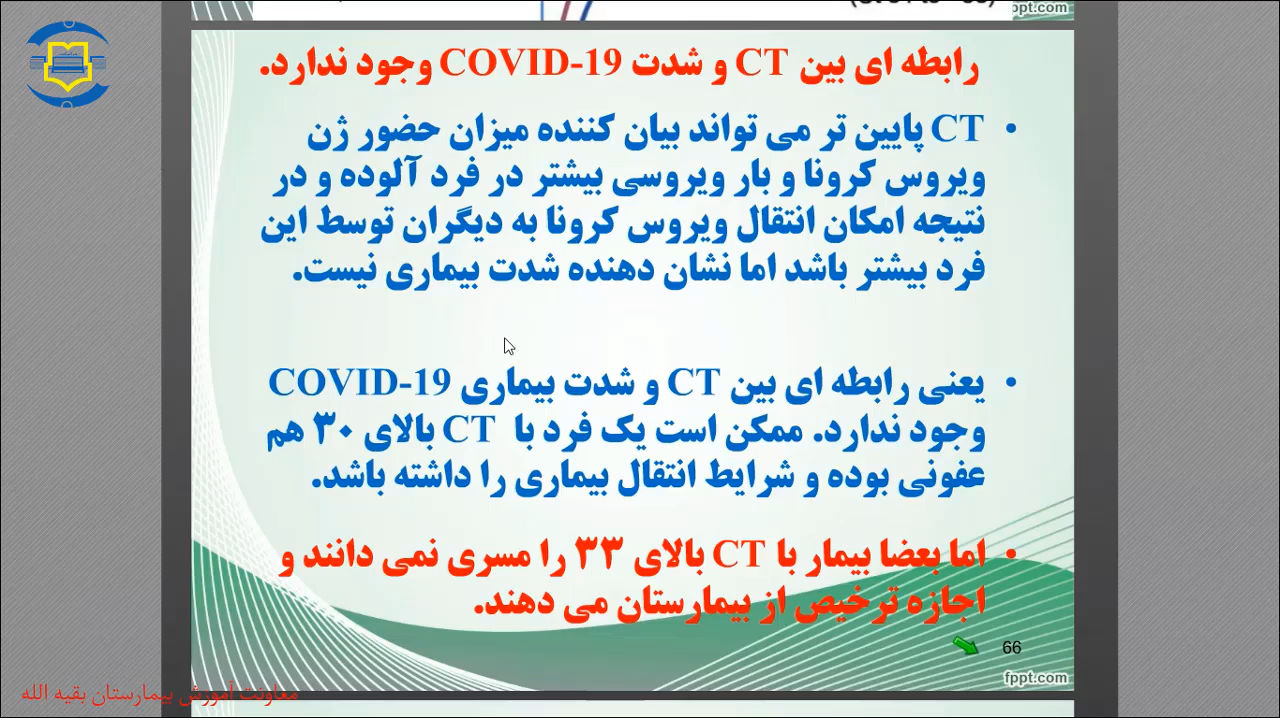 fppt.com
رابطه ای بین CT و شدت COVID-19 وجود ندارد.
• CT پایین تر می تواند بیان کننده میزان حضور ژن
ویروس کرونا و بار ویروسی بیشتر در فرد آلوده و در
نتیجه امکان انتقال ویروس کرونا به دیگران توسط این
فرد بیشتر باشد اما نشان دهنده شدت بیماری نیست.
• یعنی رابطه ای بین CT و شدت بیماری COVID-19
وجود ندارد. ممکن است یک فرد با CT بالای ۳۰ هم
عفونی بوده و شرایط انتقال بیماری را داشته باشد.
• اما بعضا بیمار با CT بالای ۳۳ را مسری نمی دانند و
اجازه ترخیص از بیمارستان می دهند.
66
fppt.com
معاونت آموزش بیمارستان بقیه الله